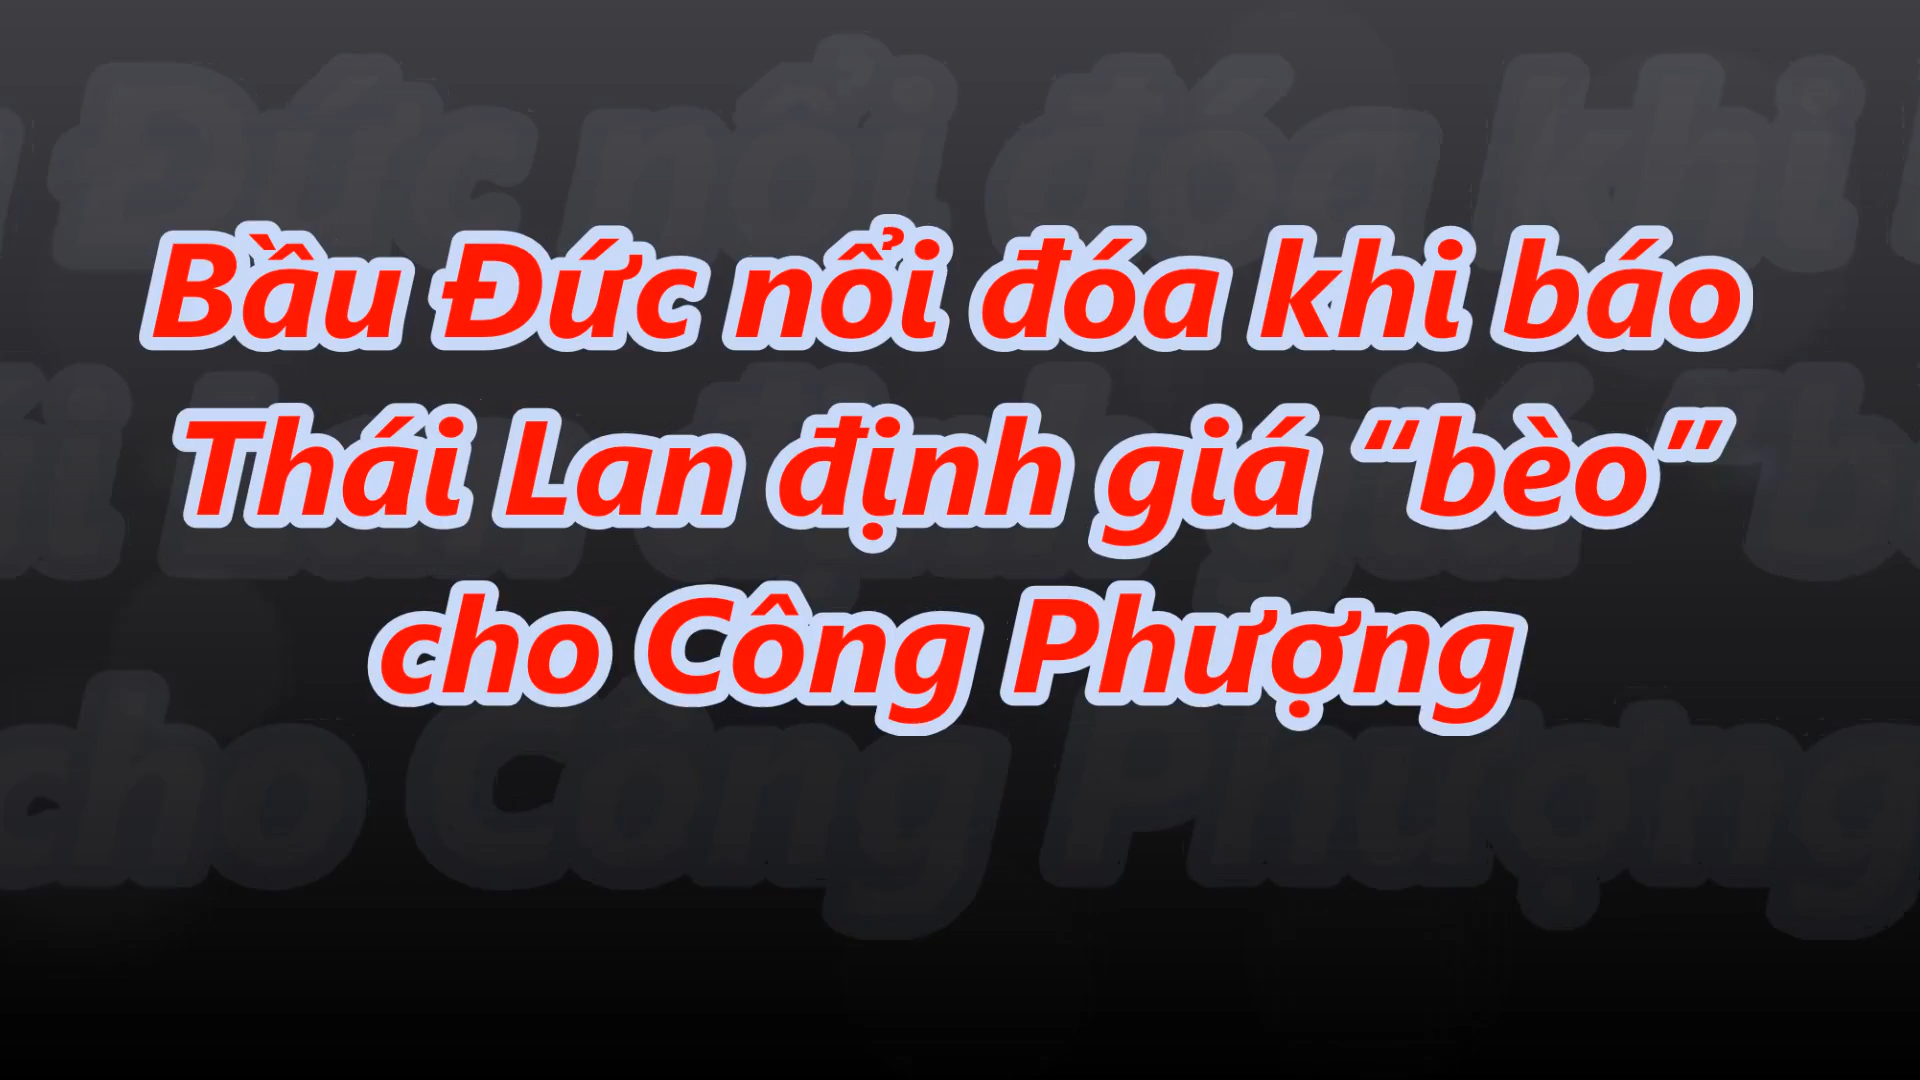 Bầu Đức nổi đóa khi báo
Thái Lan định giá "bèo"
cho Công Phượng